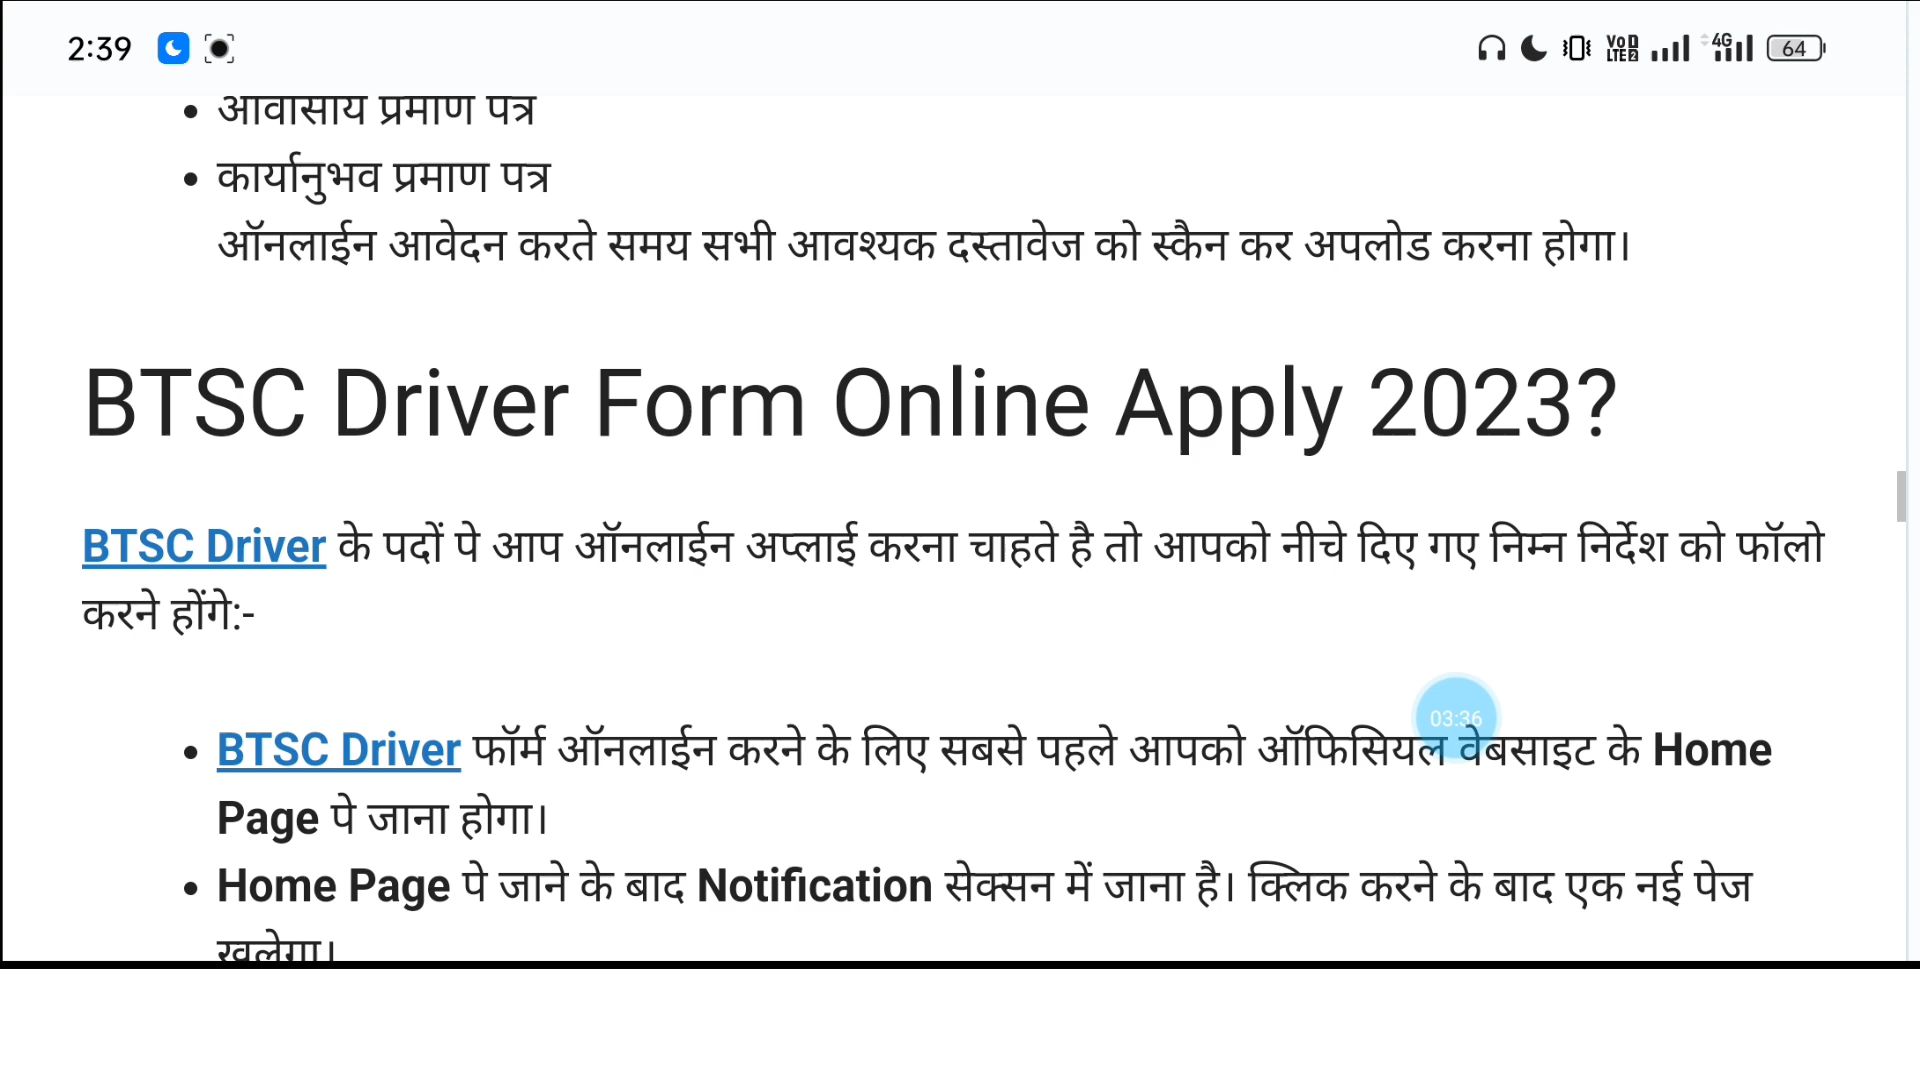 2:39
VoD LTE2 4G 64
आवासीय प्रमाण पत्र
कार्यानुभव प्रमाण पत्र
ऑनलाईन आवेदन करते समय सभी आवश्यक दस्तावेज को स्कैन कर अपलोड करना होगा।
BTSC Driver Form Online Apply 2023?
BTSC Driver के पदों पे आप ऑनलाईन अप्लाई करना चाहते है तो आपको नीचे दिए गए निम्न निर्देश को फॉलो
करने होंगे:-
03:36
BTSC Driver फॉर्म ऑनलाईन करने के लिए सबसे पहले आपको ऑफिसियल वेबसाइट के Home
Page पे जाना होगा।
Home Page पे जाने के बाद Notification सेक्सन में जाना है। क्लिक करने के बाद एक नई पेज
खुलेगा।